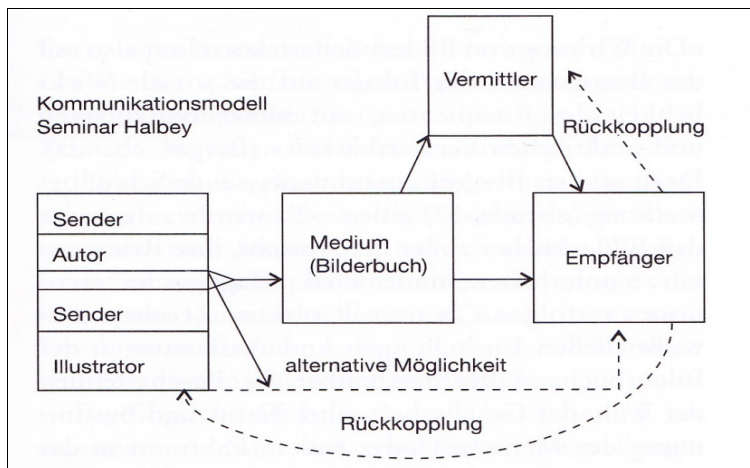 Vermittler
Kommunikationsmodell
Seminar Halbey
Rückkopplung
Sender
Autor
Sender
Illustrator
Medium
(Bilderbuch)
Empfänger
alternative Möglichkeit
Rückkopplung